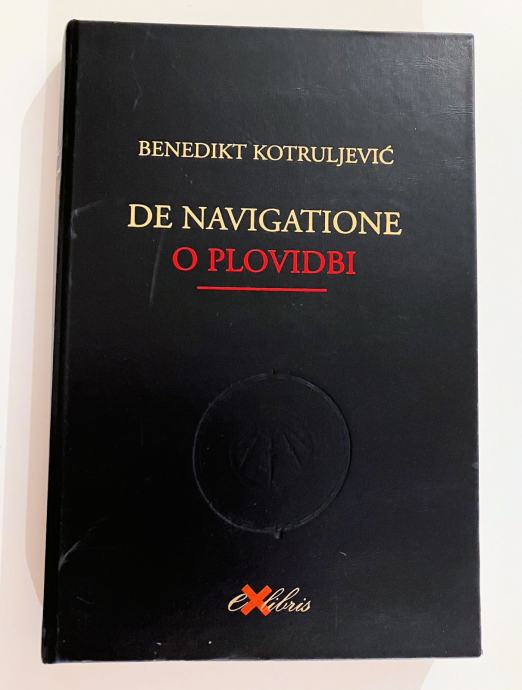 BENEDIKT KOTRULJEVIĆ
DE NAVIGATIONE
O PLOVIDBI
eXlibris